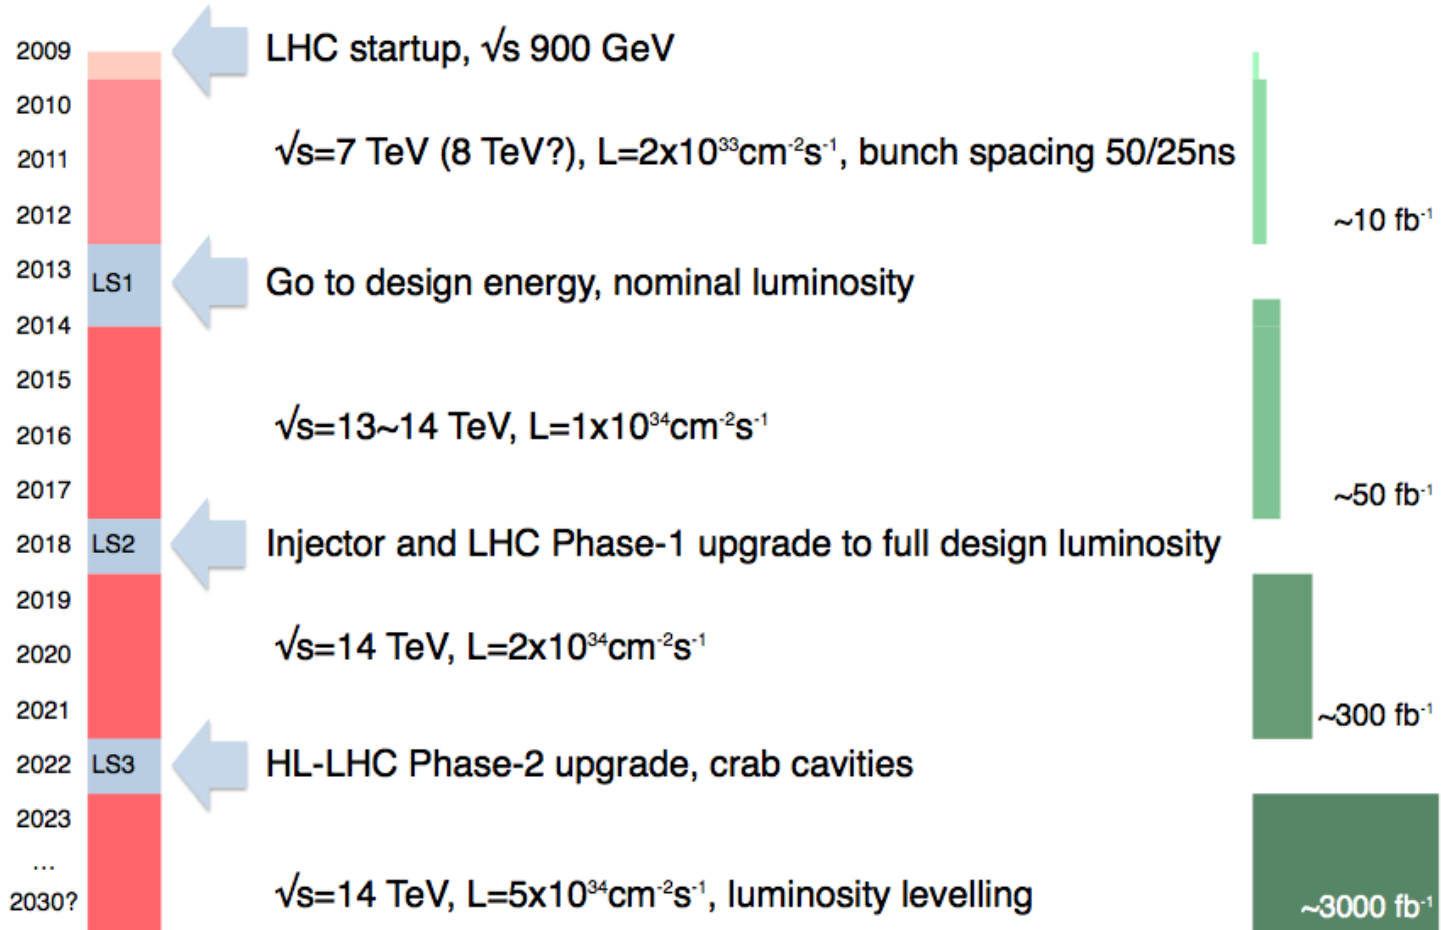 2009 LHC startup, √s 900 GeV
2010
√s=7 TeV (8 TeV?), L=2x10³³cm⁻²s⁻¹, bunch spacing 50/25ns
2011
2012 ~10 fb⁻¹
2013 LS1 Go to design energy, nominal luminosity
2014
2015
2016 √s=13~14 TeV, L=1x10³⁴cm⁻²s⁻¹
2017 ~50 fb⁻¹
2018 LS2 Injector and LHC Phase-1 upgrade to full design luminosity
2019
2020 √s=14 TeV, L=2x10³⁴cm⁻²s⁻¹
2021 ~300 fb⁻¹
2022 LS3 HL-LHC Phase-2 upgrade, crab cavities
2023
...
2030? √s=14 TeV, L=5x10³⁴cm⁻²s⁻¹, luminosity levelling ~3000 fb⁻¹